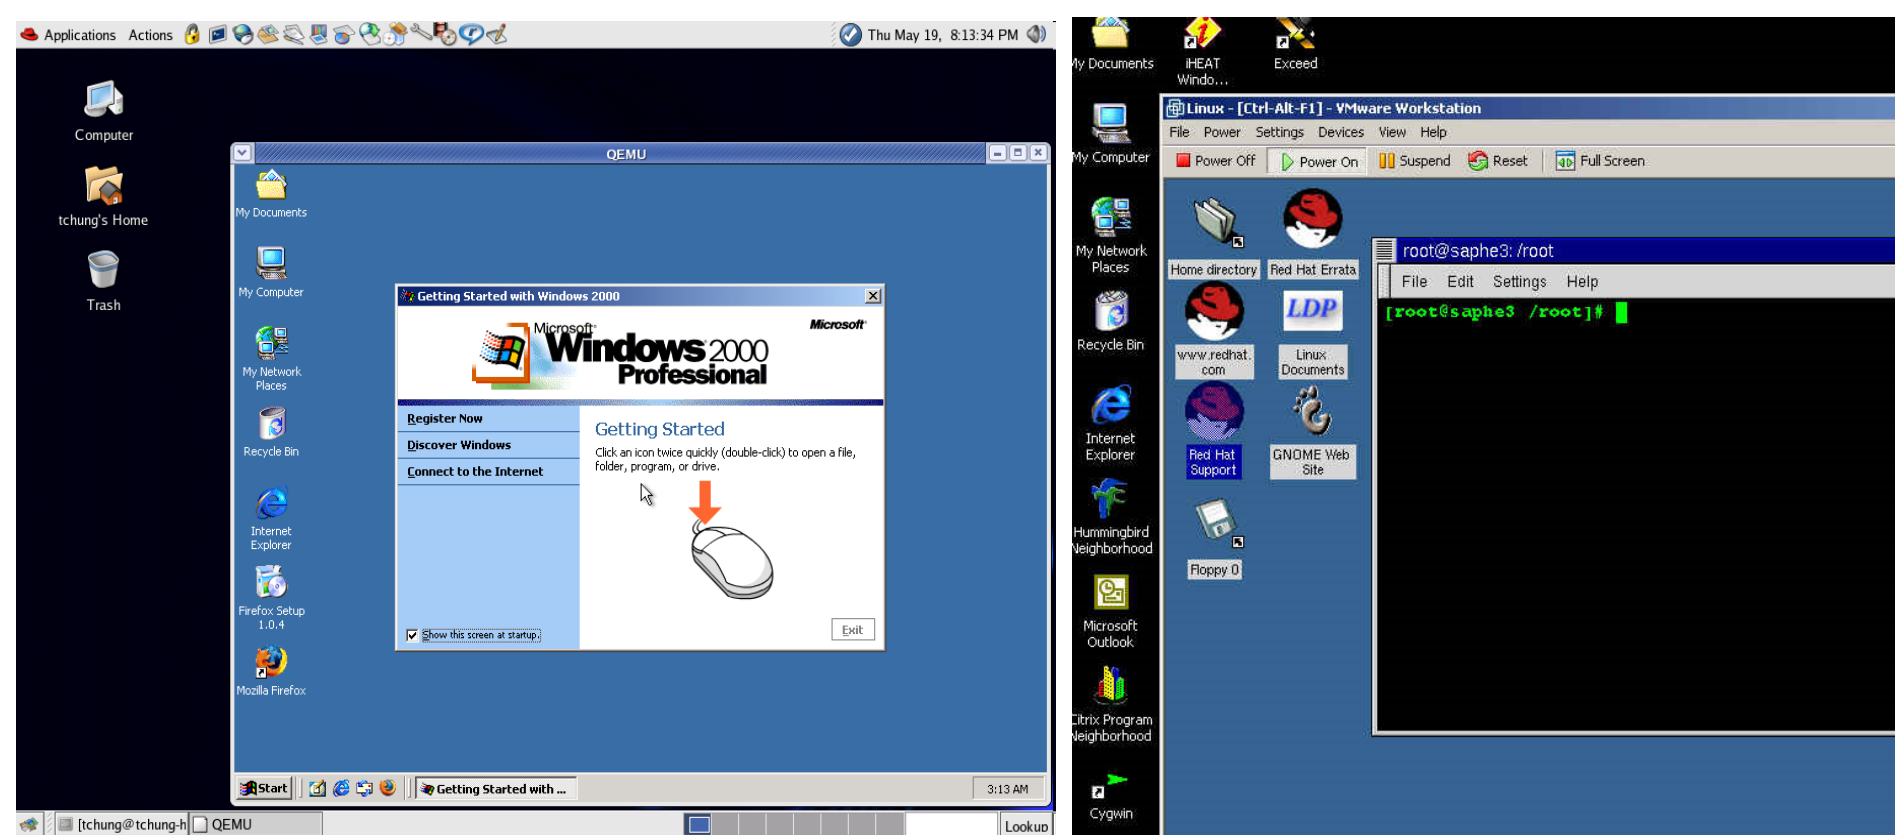 Applications Actions
Thu May 19, 8:13:34 PM
Computer
tchung's Home
Trash
QEMU
My Documents
My Computer
My Network
Places
Recycle Bin
Internet
Explorer
Firefox Setup
1.0.4
Mozilla Firefox
Getting Started with Windows 2000
Microsoft
Microsoft
Windows 2000
Professional
Register Now
Discover Windows
Connect to the Internet
Getting Started
Click an icon twice quickly (double-click) to open a file,
folder, program, or drive.
Show this screen at startup.
Exit
Start
Getting Started with ...
3:13 AM
[tchung@tchung-h
QEMU
Lookup
My Documents
iHEAT
Windo...
Exceed
My Computer
My Network
Places
Recycle Bin
Internet
Explorer
Hummingbird
Neighborhood
Microsoft
Outlook
Citrix Program
Neighborhood
Cygwin
Linux - [Ctrl-Alt-F1] - VMware Workstation
File Power Settings Devices View Help
Power Off Power On Suspend Reset Full Screen
Home directory
Red Hat Errata
www.redhat.
com
LDP
Linux
Documents
Red Hat
Support
GNOME Web
Site
Floppy 0
root@saphe3: /root
File Edit Settings Help
[root@saphe3 /root]#